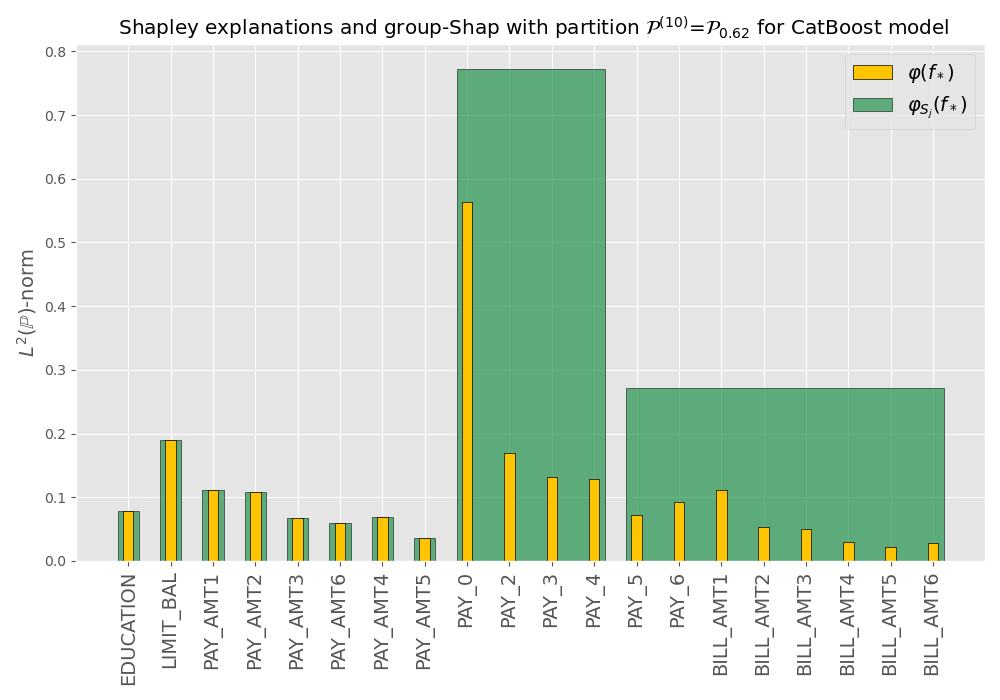 Shapley explanations and group-Shap with partition 𝒫^(10)=𝒫_0.62 for CatBoost model
φ(f_*)
φ_{S_j}(f_*)
L²(ℙ)-norm
0.8
0.7
0.6
0.5
0.4
0.3
0.2
0.1
0.0
EDUCATION
LIMIT_BAL
PAY_AMT1
PAY_AMT2
PAY_AMT3
PAY_AMT6
PAY_AMT4
PAY_AMT5
PAY_0
PAY_2
PAY_3
PAY_4
PAY_5
PAY_6
BILL_AMT1
BILL_AMT2
BILL_AMT3
BILL_AMT4
BILL_AMT5
BILL_AMT6